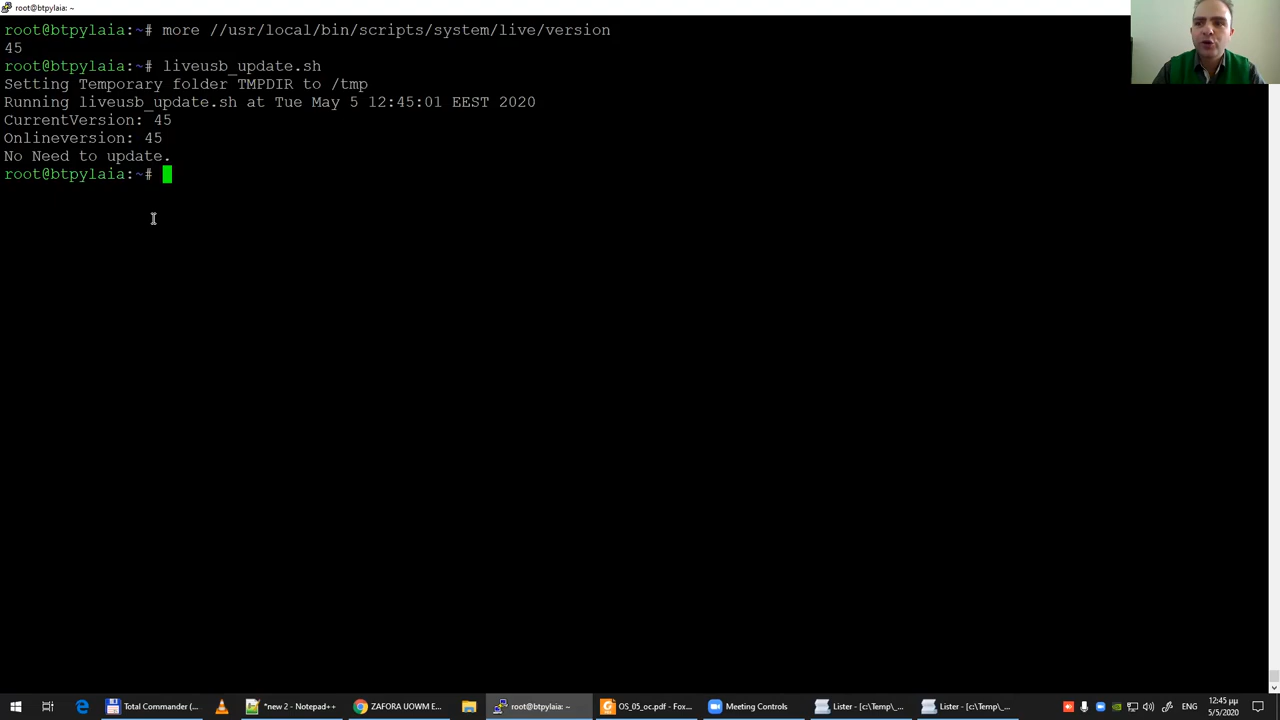 root@btpylaia: ~
root@btpylaia:~# more //usr/local/bin/scripts/system/live/version
45
root@btpylaia:~# liveusb_update.sh
Setting Temporary folder TMPDIR to /tmp
Running liveusb_update.sh at Tue May 5 12:45:01 EEST 2020
CurrentVersion: 45
Onlineversion: 45
No Need to update.
root@btpylaia:~#
Total Commander (...
*new 2 - Notepad++
ZAFORA UOWM E...
root@btpylaia: ~
OS_05_oc.pdf - Fox...
Meeting Controls
Lister - [c:\Temp\_...
Lister - [c:\Temp\_...
ENG
12:45 μμ
5/5/2020